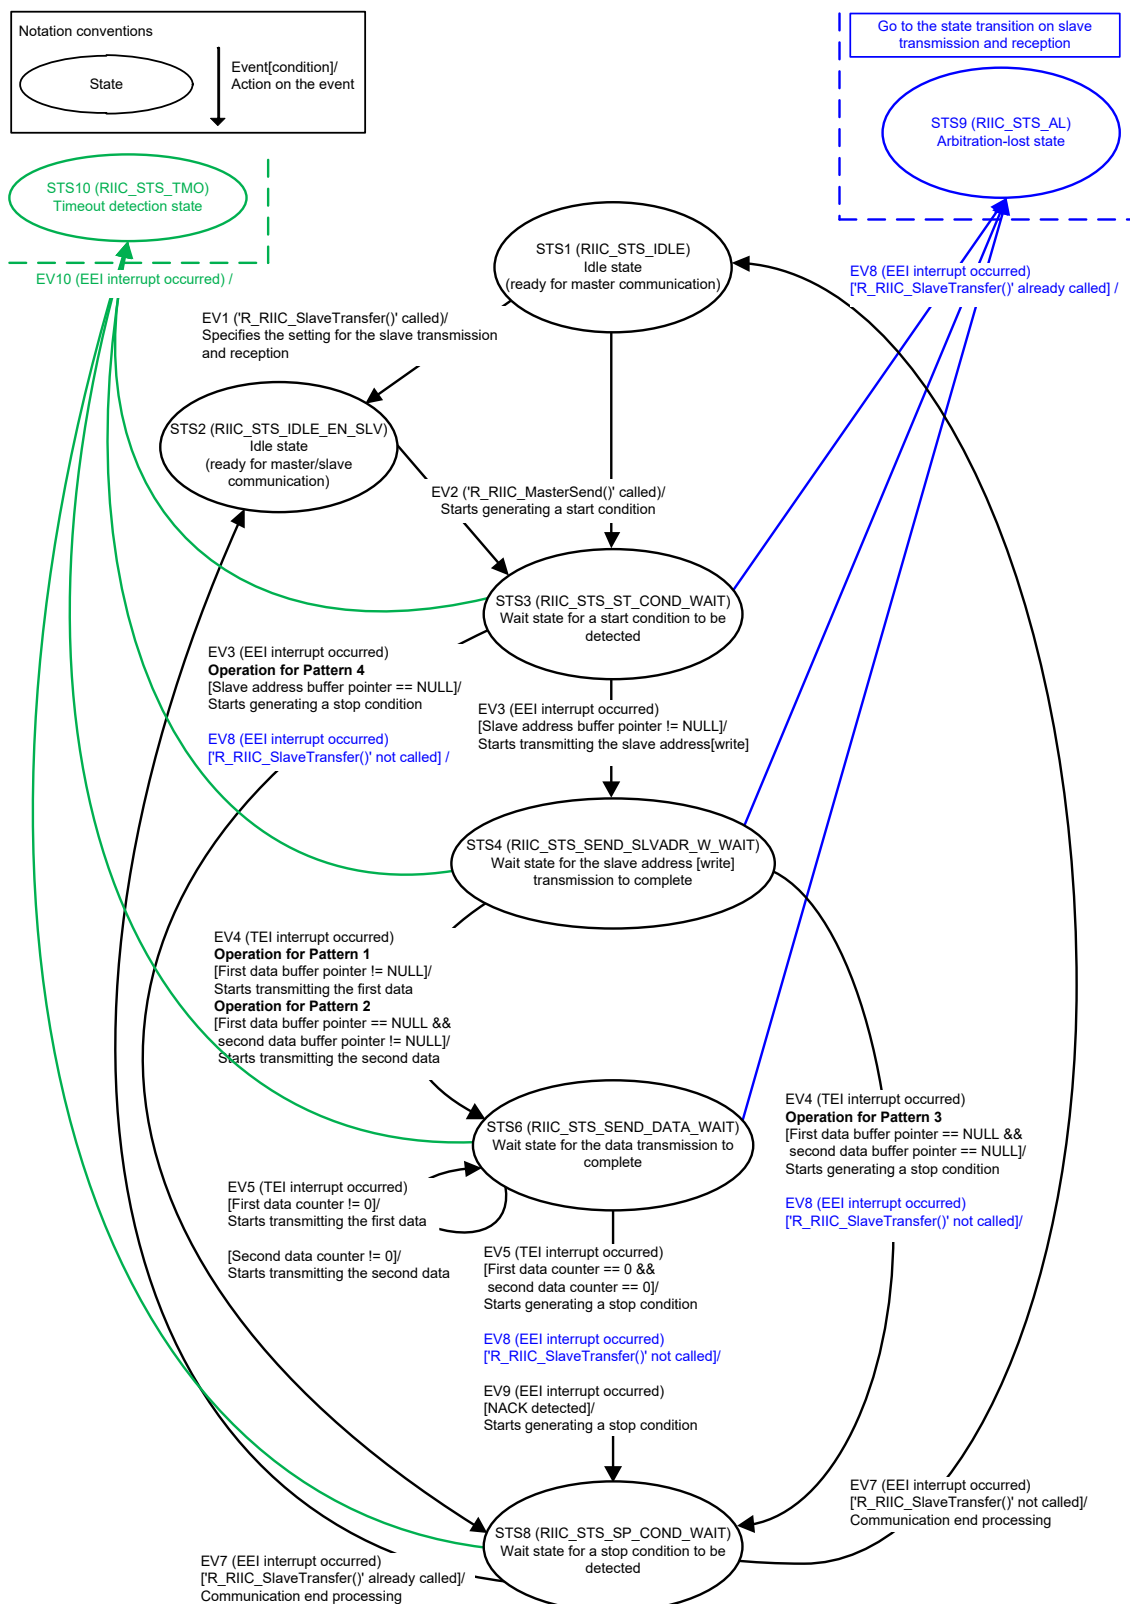 Notation conventions
State
Event[condition]/
Action on the event
Go to the state transition on slave
transmission and reception
STS9 (RIIC_STS_AL)
Arbitration-lost state
STS10 (RIIC_STS_TMO)
Timeout detection state
EV10 (EEI interrupt occurred) /
STS1 (RIIC_STS_IDLE)
Idle state
(ready for master communication)
EV8 (EEI interrupt occurred)
['R_RIIC_SlaveTransfer()' already called] /
EV1 ('R_RIIC_SlaveTransfer()' called)/
Specifies the setting for the slave transmission
and reception
STS2 (RIIC_STS_IDLE_EN_SLV)
Idle state
(ready for master/slave
communication)
EV2 ('R_RIIC_MasterSend()' called)/
Starts generating a start condition
STS3 (RIIC_STS_ST_COND_WAIT)
Wait state for a start condition to be
detected
EV3 (EEI interrupt occurred)
Operation for Pattern 4
[Slave address buffer pointer == NULL]/
Starts generating a stop condition
EV8 (EEI interrupt occurred)
['R_RIIC_SlaveTransfer()' not called] /
EV3 (EEI interrupt occurred)
[Slave address buffer pointer != NULL]/
Starts transmitting the slave address[write]
STS4 (RIIC_STS_SEND_SLVADR_W_WAIT)
Wait state for the slave address [write]
transmission to complete
EV4 (TEI interrupt occurred)
Operation for Pattern 1
[First data buffer pointer != NULL]/
Starts transmitting the first data
Operation for Pattern 2
[First data buffer pointer == NULL &&
second data buffer pointer != NULL]/
Starts transmitting the second data
STS6 (RIIC_STS_SEND_DATA_WAIT)
Wait state for the data transmission to
complete
EV4 (TEI interrupt occurred)
Operation for Pattern 3
[First data buffer pointer == NULL &&
second data buffer pointer == NULL]/
Starts generating a stop condition
EV8 (EEI interrupt occurred)
['R_RIIC_SlaveTransfer()' not called]/
EV5 (TEI interrupt occurred)
[First data counter != 0]/
Starts transmitting the first data
[Second data counter != 0]/
Starts transmitting the second data
EV5 (TEI interrupt occurred)
[First data counter == 0 &&
second data counter == 0]/
Starts generating a stop condition
EV8 (EEI interrupt occurred)
['R_RIIC_SlaveTransfer()' not called]/
EV9 (EEI interrupt occurred)
[NACK detected]/
Starts generating a stop condition
EV7 (EEI interrupt occurred)
['R_RIIC_SlaveTransfer()' not called]/
Communication end processing
STS8 (RIIC_STS_SP_COND_WAIT)
Wait state for a stop condition to be
detected
EV7 (EEI interrupt occurred)
['R_RIIC_SlaveTransfer()' already called]/
Communication end processing